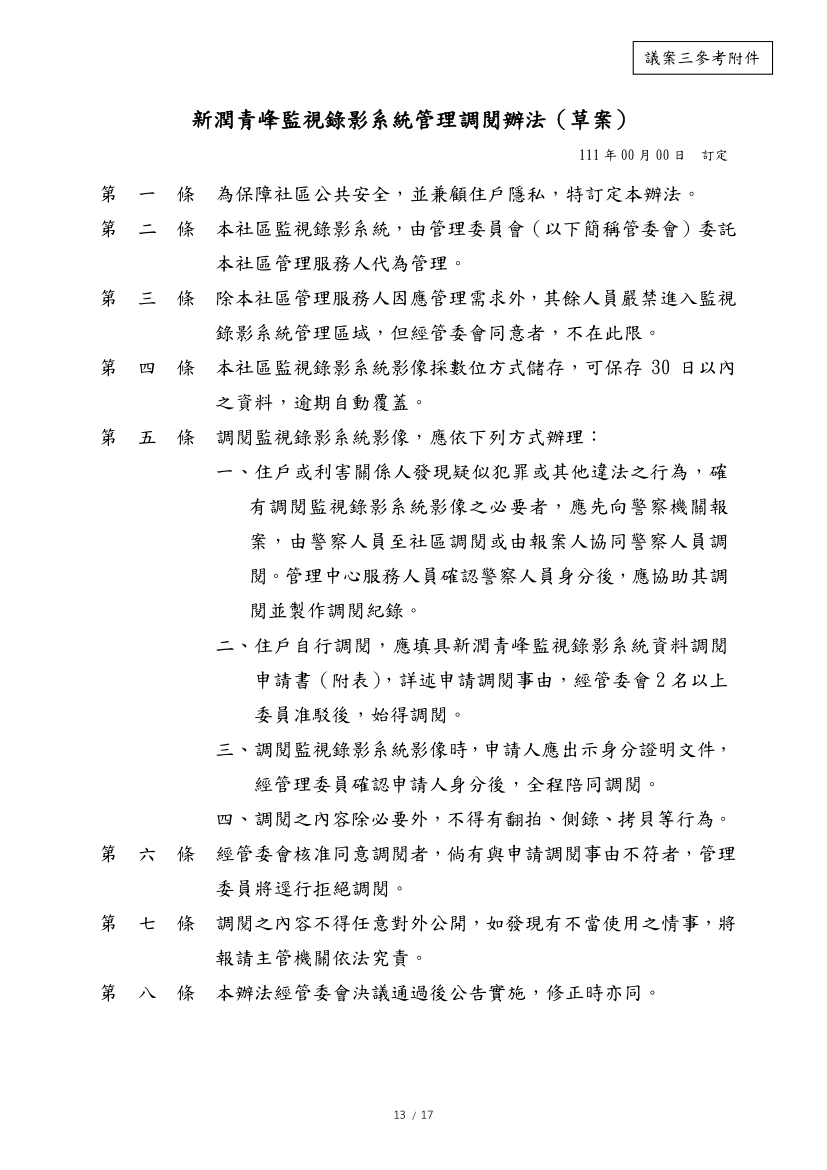 議案三參考附件
新潤青峰監視錄影系統管理調閱辦法（草案）
111 年 00 月 00 日　訂定
第　一　條　為保障社區公共安全，並兼顧住戶隱私，特訂定本辦法。
第　二　條　本社區監視錄影系統，由管理委員會（以下簡稱管委會）委託
本社區管理服務人代為管理。
第　三　條　除本社區管理服務人因應管理需求外，其餘人員嚴禁進入監視
錄影系統管理區域，但經管委會同意者，不在此限。
第　四　條　本社區監視錄影系統影像採數位方式儲存，可保存 30 日以內
之資料，逾期自動覆蓋。
第　五　條　調閱監視錄影系統影像，應依下列方式辦理：
一、住戶或利害關係人發現疑似犯罪或其他違法之行為，確
有調閱監視錄影系統影像之必要者，應先向警察機關報
案，由警察人員至社區調閱或由報案人協同警察人員調
閱。管理中心服務人員確認警察人員身分後，應協助其調
閱並製作調閱紀錄。
二、住戶自行調閱，應填具新潤青峰監視錄影系統資料調閱
申請書（附表），詳述申請調閱事由，經管委會 2 名以上
委員准駁後，始得調閱。
三、調閱監視錄影系統影像時，申請人應出示身分證明文件，
經管理委員確認申請人身分後，全程陪同調閱。
四、調閱之內容除必要外，不得有翻拍、側錄、拷貝等行為。
第　六　條　經管委會核准同意調閱者，倘有與申請調閱事由不符者，管理
委員將逕行拒絕調閱。
第　七　條　調閱之內容不得任意對外公開，如發現有不當使用之情事，將
報請主管機關依法究責。
第　八　條　本辦法經管委會決議通過後公告實施，修正時亦同。
13 / 17